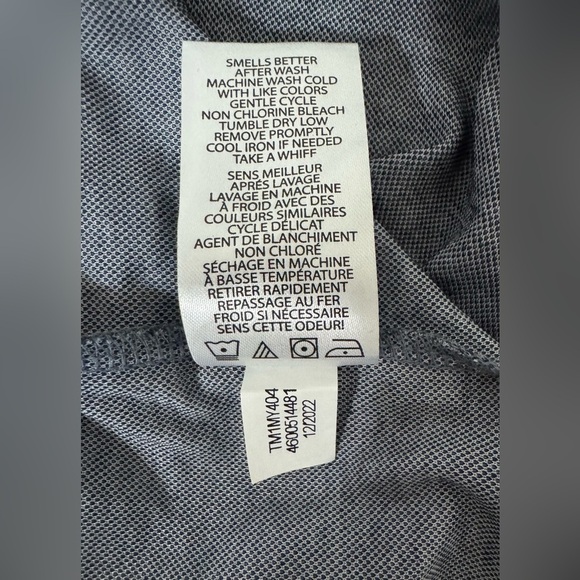 SMELLS BETTER
AFTER WASH
MACHINE WASH COLD
WITH LIKE COLORS
GENTLE CYCLE
NON CHLORINE BLEACH
TUMBLE DRY LOW
REMOVE PROMPTLY
COOL IRON IF NEEDED
TAKE A WHIFF
SENS MEILLEUR
APRÉS LAVAGE
LAVAGE EN MACHINE
À FROID AVEC DES
COULEURS SIMILAIRES
CYCLE DÉLICAT
AGENT DE BLANCHIMENT
NON CHLORÉ
SÉCHAGE EN MACHINE
À BASSE TEMPÉRATURE
RETIRER RAPIDEMENT
REPASSAGE AU FER
FROID SI NÉCESSAIRE
SENS CETTE ODEUR!
TM1MY404
4600514481
12/2022